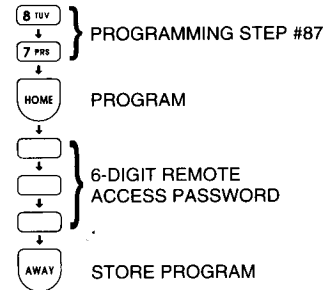 8 TUV
PROGRAMMING STEP #87
7 PRS
HOME PROGRAM
6-DIGIT REMOTE
ACCESS PASSWORD
AWAY STORE PROGRAM